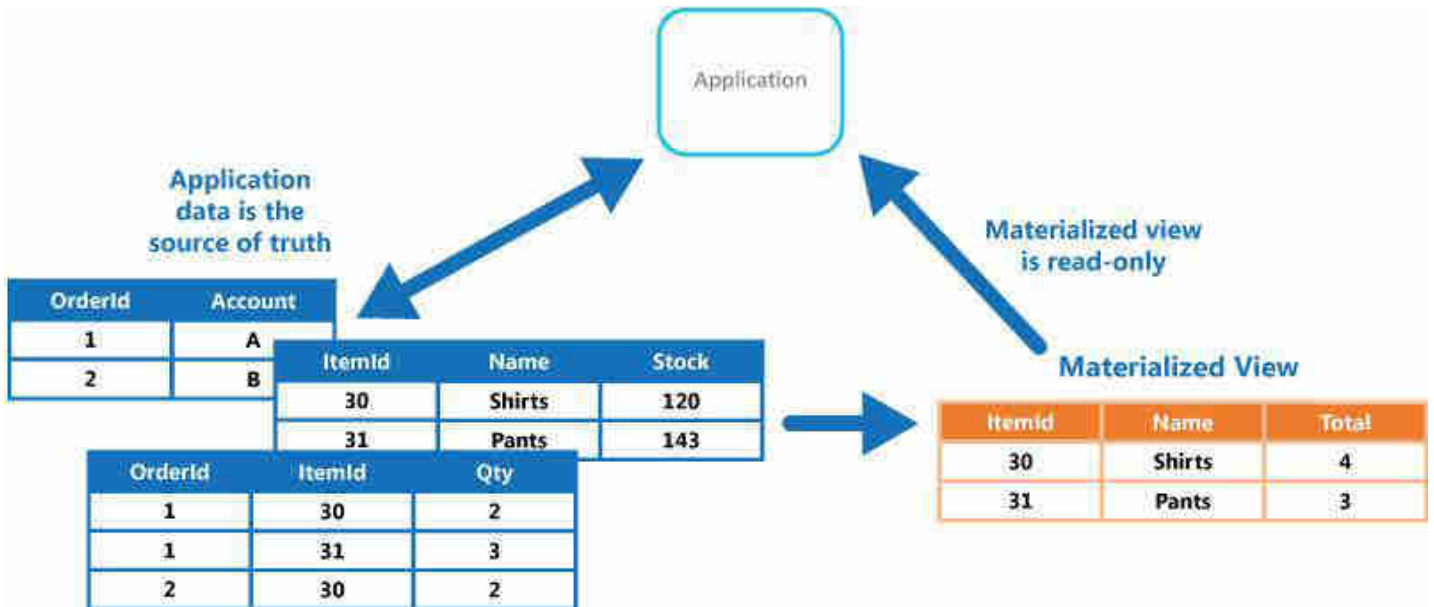 Application
Application
data is the
source of truth
Materialized view
is read-only
OrderId Account
1 A
2 B
ItemId Name Stock
30 Shirts 120
31 Pants 143
OrderId ItemId Qty
1 30 2
1 31 3
2 30 2
Materialized View
ItemId Name Total
30 Shirts 4
31 Pants 3